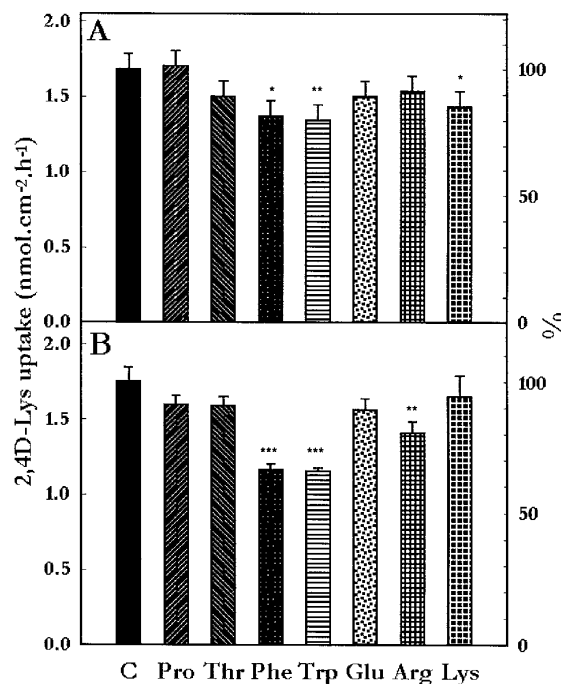 A
2.0
1.5
1.0
0.5
0.0
100
50
0
* ** *
B
2.0
1.5
1.0
0.5
0.0
100
50
0
*** *** **
2,4D-Lys uptake (nmol.cm-2.h-1)
%
C Pro Thr Phe Trp Glu Arg Lys